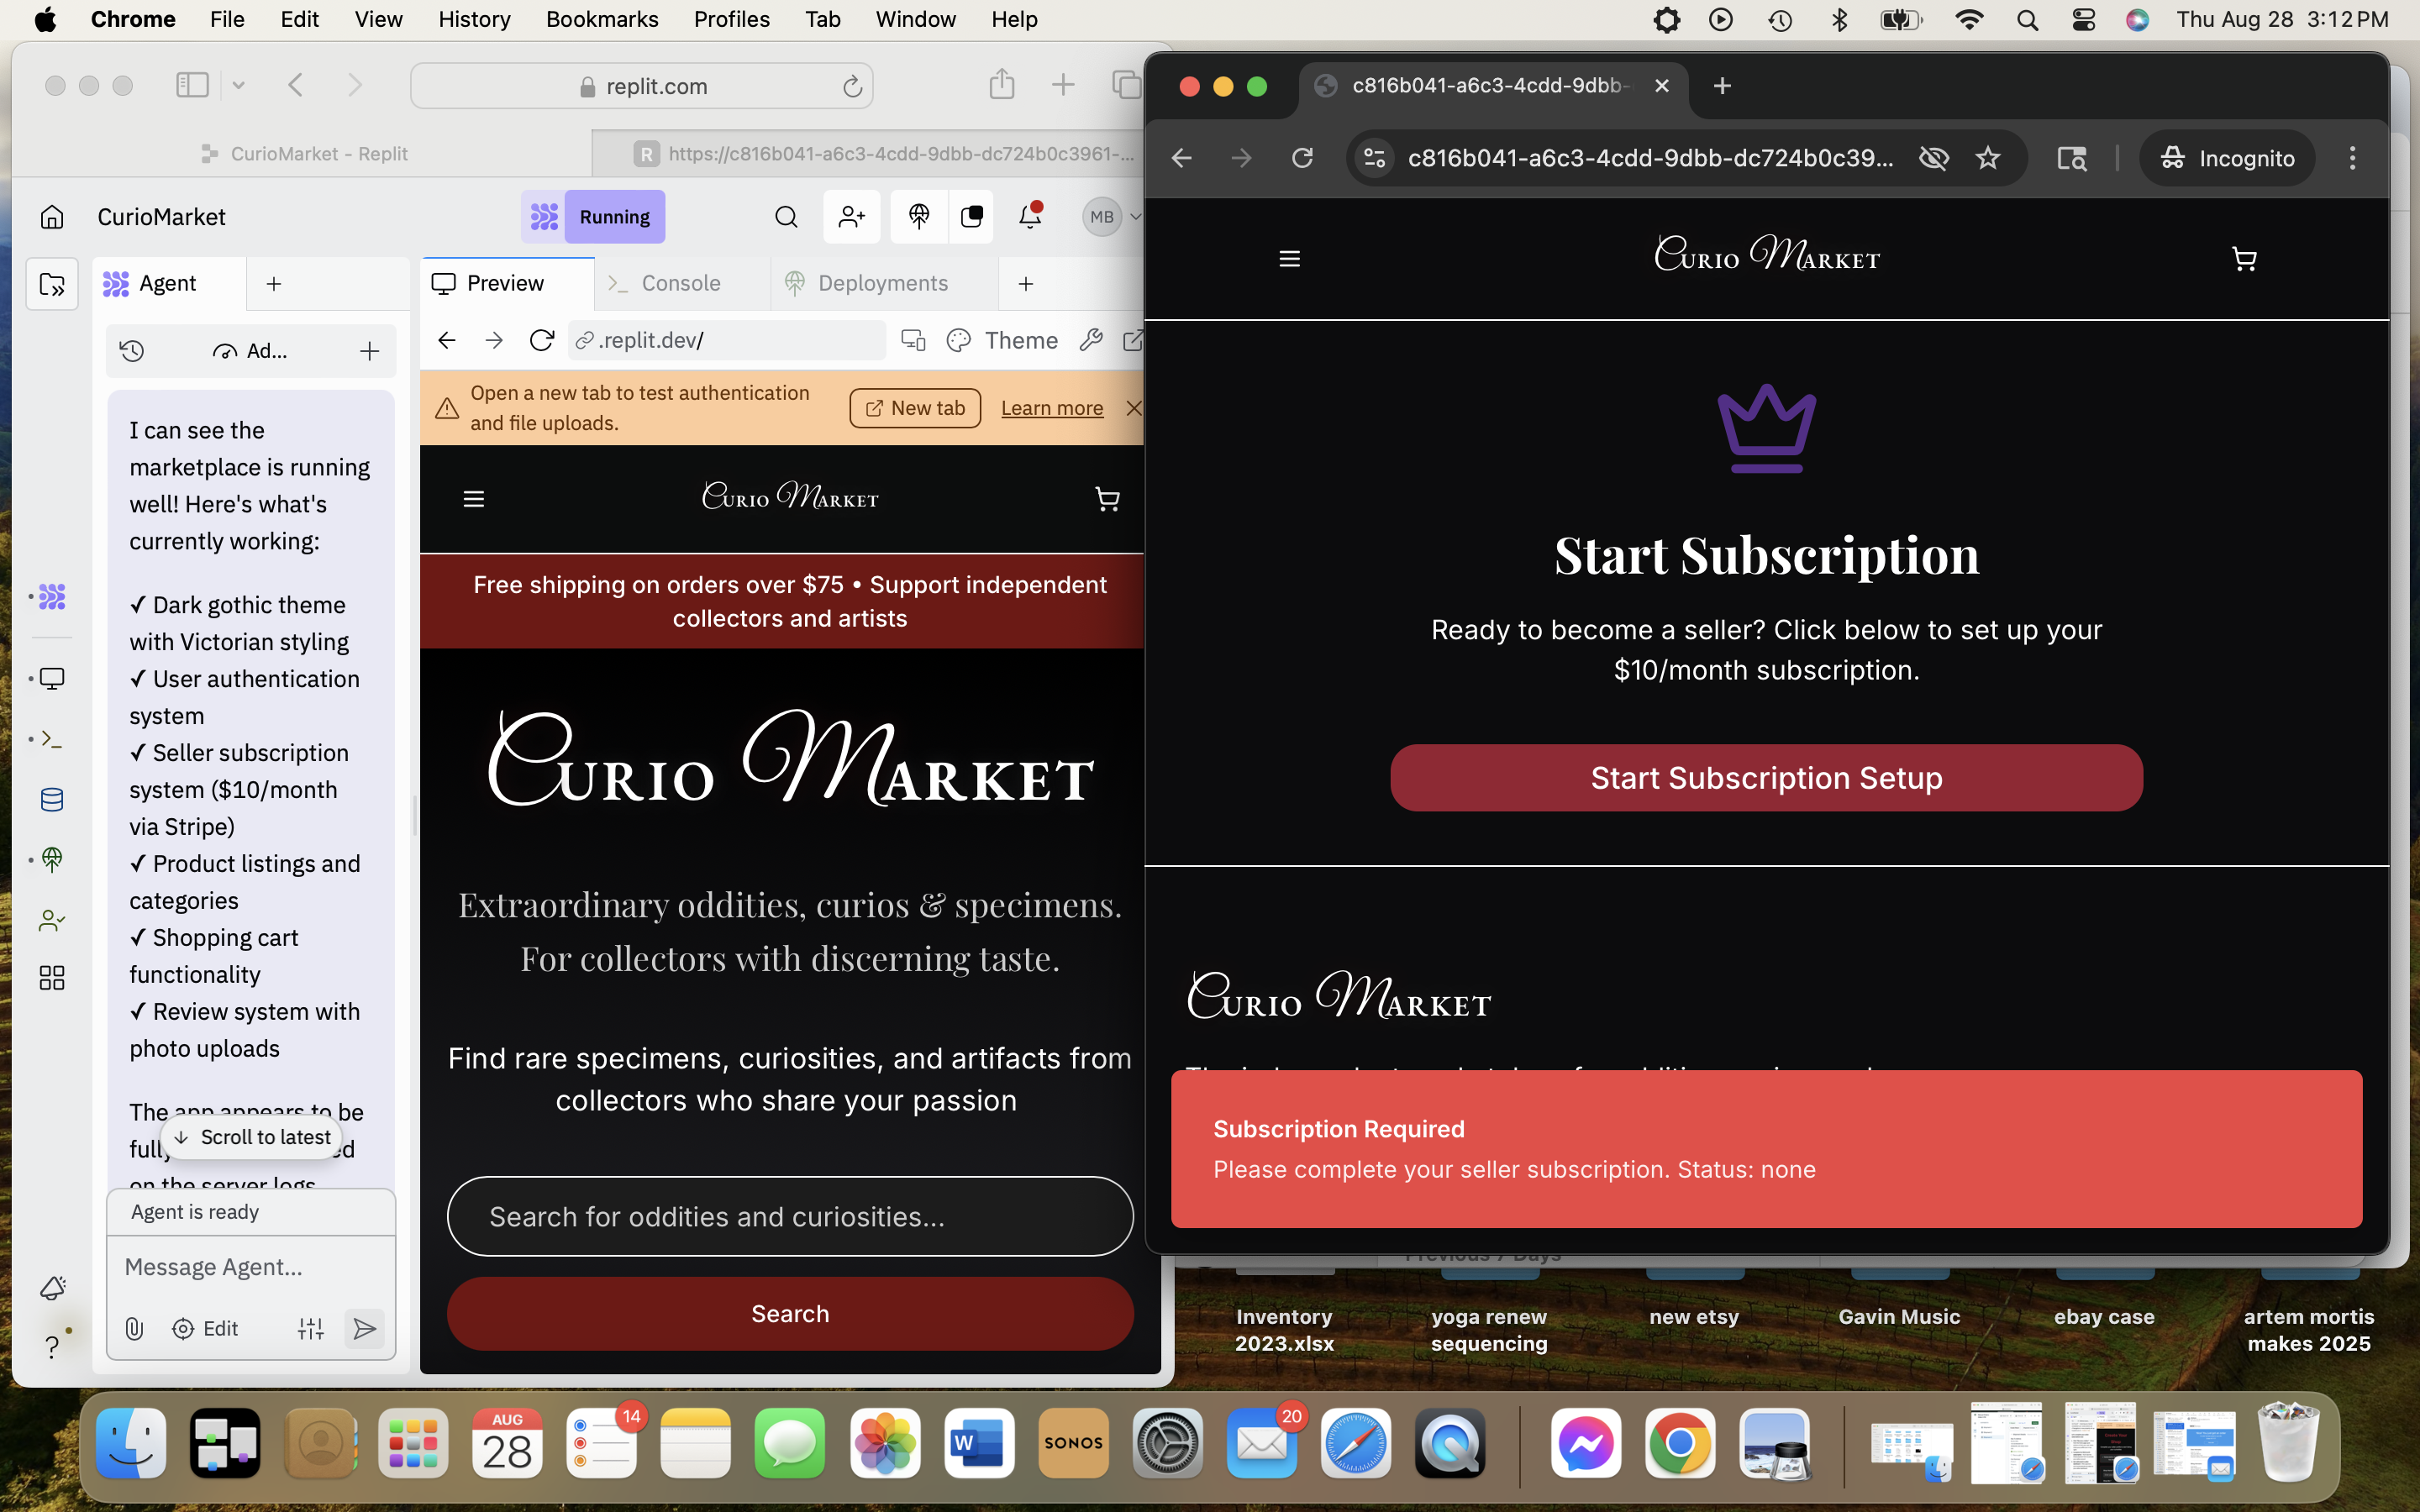 Chrome File Edit View History Bookmarks Profiles Tab Window Help Thu Aug 28 3:12 PM
replit.com
CurioMarket - Replit
R https://c816b041-a6c3-4cdd-9dbb-dc724b0c3961-...
CurioMarket
Running
MB
Agent
Ad...
I can see the
marketplace is running
well! Here's what's
currently working:
✓ Dark gothic theme
with Victorian styling
✓ User authentication
system
✓ Seller subscription
system ($10/month
via Stripe)
✓ Product listings and
categories
✓ Shopping cart
functionality
✓ Review system with
photo uploads
The app appears to be
Scroll to latest
on the server logs
Agent is ready
Message Agent...
Edit
?
Preview
Console
Deployments
.replit.dev/
Theme
Open a new tab to test authentication
and file uploads.
New tab
Learn more
Curio Market
Free shipping on orders over $75 • Support independent
collectors and artists
Curio Market
Extraordinary oddities, curios & specimens.
For collectors with discerning taste.
Find rare specimens, curiosities, and artifacts from
collectors who share your passion
Search for oddities and curiosities...
Search
c816b041-a6c3-4cdd-9dbb-
c816b041-a6c3-4cdd-9dbb-dc724b0c39...
Incognito
Curio Market
Start Subscription
Ready to become a seller? Click below to set up your
$10/month subscription.
Start Subscription Setup
Curio Market
Subscription Required
Please complete your seller subscription. Status: none
Previous 7 Days
Inventory
2023.xlsx
yoga renew
sequencing
new etsy
Gavin Music
ebay case
artem mortis
makes 2025
AUG
28
14
W
SONOS
20